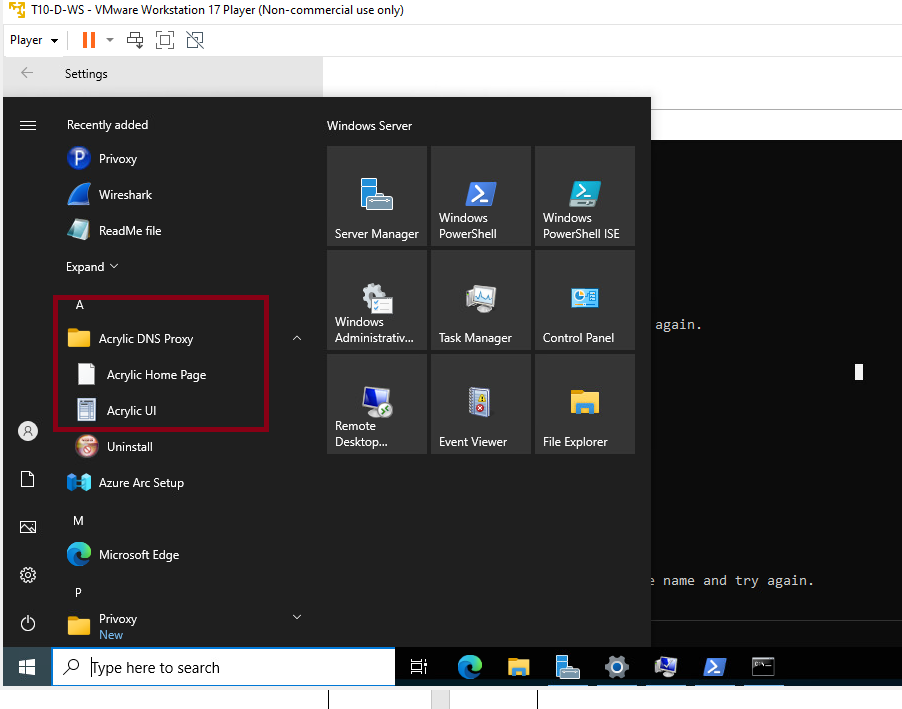 T10-D-WS - VMware Workstation 17 Player (Non-commercial use only)
Player
Settings
Recently added
Privoxy
Wireshark
ReadMe file
Expand
A
Acrylic DNS Proxy
Acrylic Home Page
Acrylic UI
Uninstall
Azure Arc Setup
M
Microsoft Edge
P
Privoxy
New
Windows Server
Server Manager
Windows
PowerShell
Windows
PowerShell ISE
Windows
Administrativ...
Task Manager
Control Panel
Remote
Desktop...
Event Viewer
File Explorer
again.
e name and try again.
Type here to search